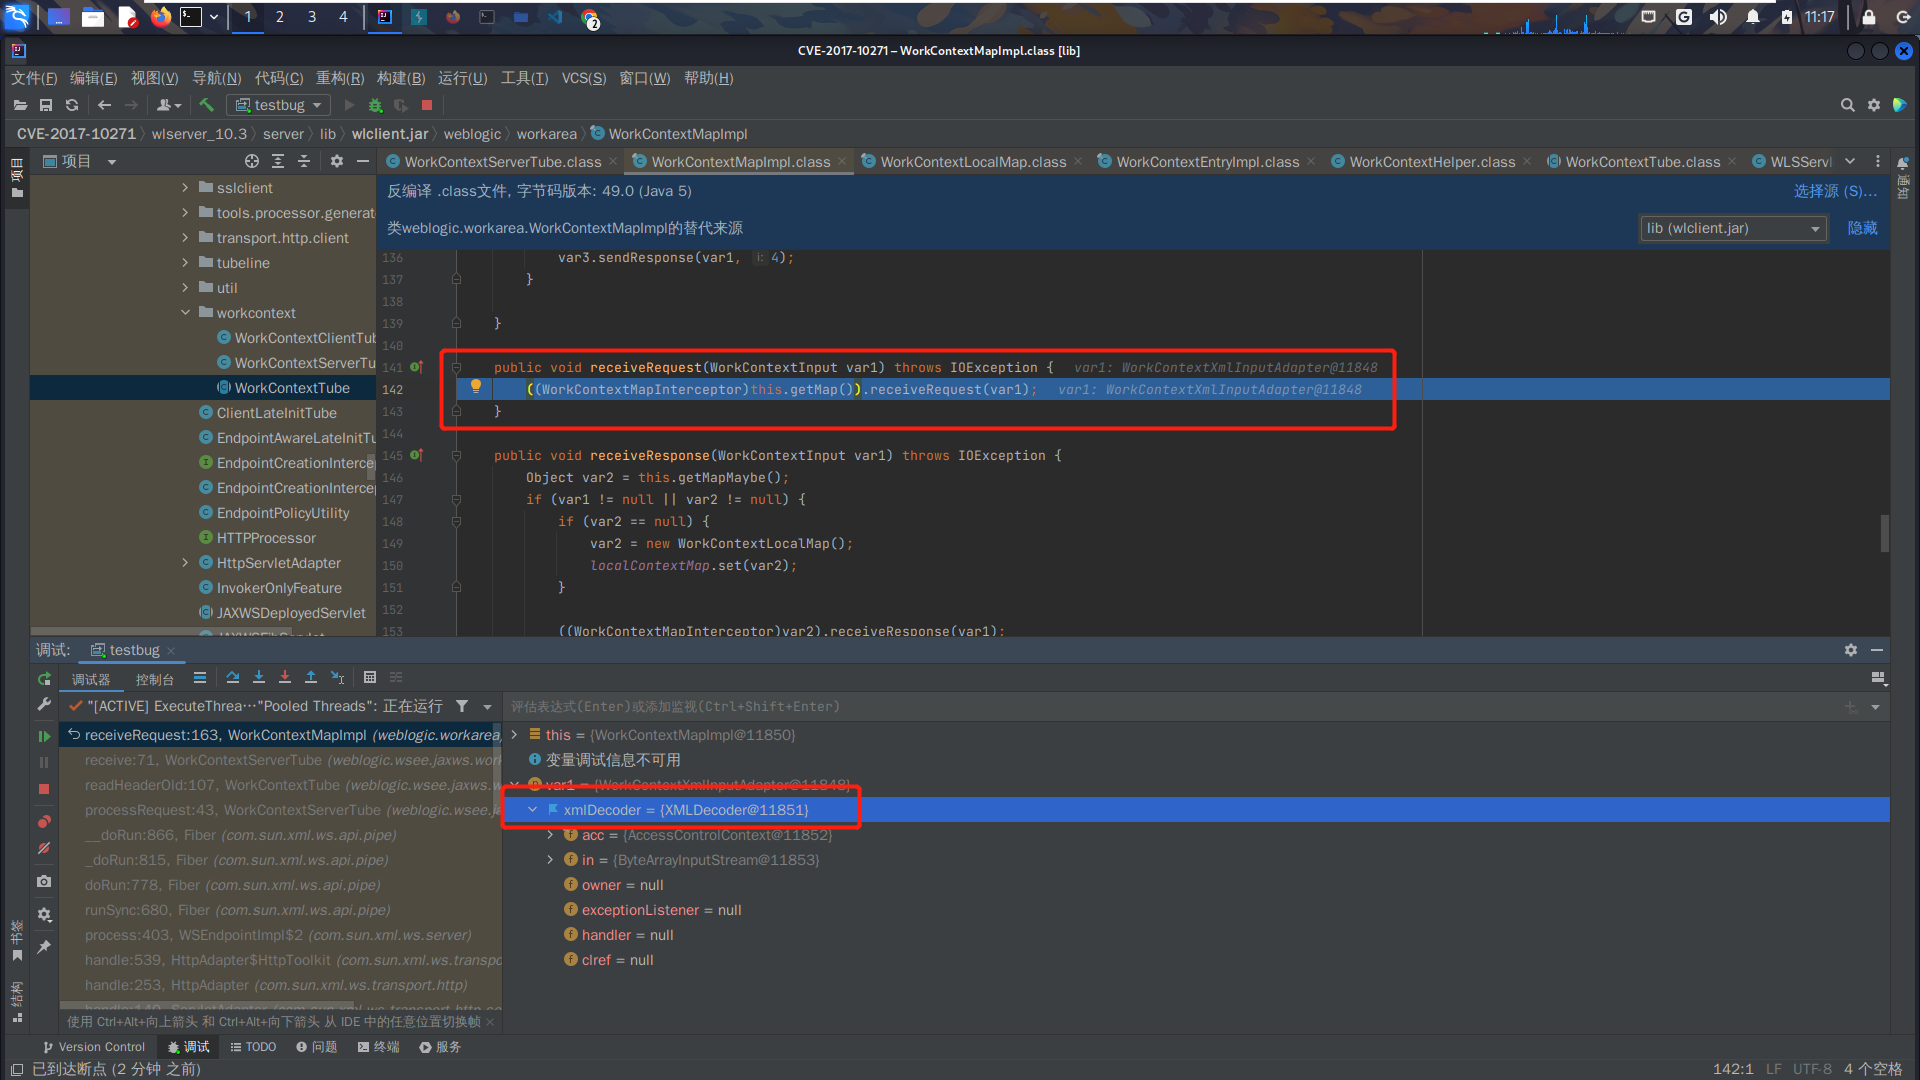 1 2 3 4
2
11:17
CVE-2017-10271 – WorkContextMapImpl.class [lib]
文件(F) 编辑(E) 视图(V) 导航(N) 代码(C) 重构(R) 构建(B) 运行(U) 工具(T) VCS(S) 窗口(W) 帮助(H)
testbug
CVE-2017-10271 wlserver_10.3 server lib wlclient.jar weblogic workarea WorkContextMapImpl
项目
WorkContextServerTube.class WorkContextMapImpl.class WorkContextLocalMap.class WorkContextEntryImpl.class WorkContextHelper.class WorkContextTube.class WLSServl
项目
通知
sslclient
tools.processor.generat
transport.http.client
tubeline
util
workcontext
WorkContextClientTub
WorkContextServerTu
WorkContextTube
ClientLateInitTube
EndpointAwareLateInitTu
EndpointCreationInterce
EndpointCreationIntercep
EndpointPolicyUtility
HTTPProcessor
HttpServletAdapter
InvokerOnlyFeature
JAXWSDeployedServlet
反编译 .class文件, 字节码版本: 49.0 (Java 5)
选择源 (S)...
类weblogic.workarea.WorkContextMapImpl的替代来源
lib (wlclient.jar)
隐藏
136 var3.sendResponse(var1, i: 4);
137 }
138
139 }
140
141 public void receiveRequest(WorkContextInput var1) throws IOException { var1: WorkContextXmlInputAdapter@11848
142 ((WorkContextMapInterceptor)this.getMap()).receiveRequest(var1); var1: WorkContextXmlInputAdapter@11848
143 }
144
145 public void receiveResponse(WorkContextInput var1) throws IOException {
146 Object var2 = this.getMapMaybe();
147 if (var1 != null || var2 != null) {
148 if (var2 == null) {
149 var2 = new WorkContextLocalMap();
150 localContextMap.set(var2);
151 }
152
153 ((WorkContextMapInterceptor)var2).receiveResponse(var1);
调试: testbug
调试器 控制台
"[ACTIVE] ExecuteThrea…"Pooled Threads": 正在运行
receiveRequest:163, WorkContextMapImpl (weblogic.workarea)
receive:71, WorkContextServerTube (weblogic.wsee.jaxws.wor
readHeaderOld:107, WorkContextTube (weblogic.wsee.jaxws.w
processRequest:43, WorkContextServerTube (weblogic.wsee.ja
__doRun:866, Fiber (com.sun.xml.ws.api.pipe)
_doRun:815, Fiber (com.sun.xml.ws.api.pipe)
doRun:778, Fiber (com.sun.xml.ws.api.pipe)
runSync:680, Fiber (com.sun.xml.ws.api.pipe)
process:403, WSEndpointImpl$2 (com.sun.xml.ws.server)
handle:539, HttpAdapter$HttpToolkit (com.sun.xml.ws.transpo
handle:253, HttpAdapter (com.sun.xml.ws.transport.http)
使用 Ctrl+Alt+向上箭头 和 Ctrl+Alt+向下箭头 从 IDE 中的任意位置切换帧
评估表达式(Enter)或添加监视(Ctrl+Shift+Enter)
this = {WorkContextMapImpl@11850}
变量调试信息不可用
var1 = {WorkContextXmlInputAdapter@11848}
xmlDecoder = {XMLDecoder@11851}
acc = {AccessControlContext@11852}
in = {ByteArrayInputStream@11853}
owner = null
exceptionListener = null
handler = null
clref = null
书签
结构
Version Control 调试 TODO 问题 终端 服务
已到达断点 (2 分钟 之前)
142:1 LF UTF-8 4 个空格